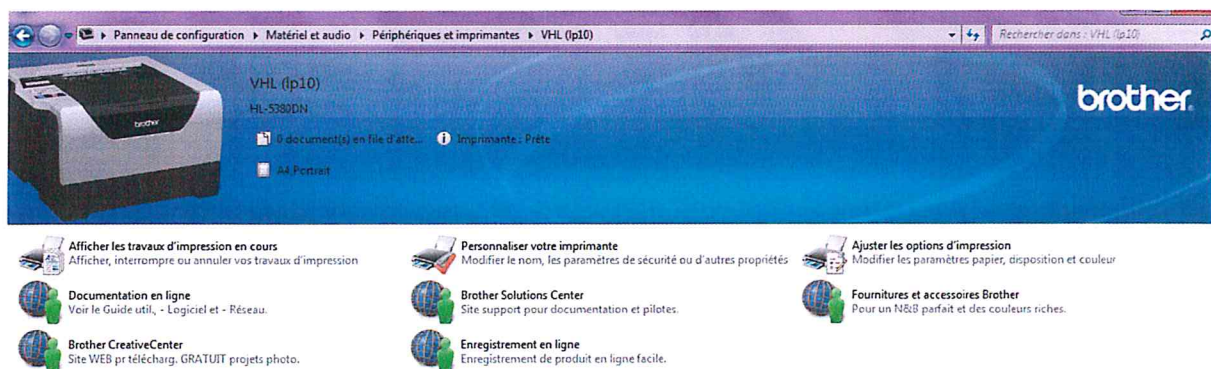 Panneau de configuration ▸ Matériel et audio ▸ Périphériques et imprimantes ▸ VHL (lp10)
Rechercher dans : VHL (lp10)
VHL (lp10)
HL-5380DN
brother
brother
0 document(s) en file d'atte...
Imprimante : Prête
A4 Portrait
Afficher les travaux d'impression en cours
Afficher, interrompre ou annuler vos travaux d'impression
Personnaliser votre imprimante
Modifier le nom, les paramètres de sécurité ou d'autres propriétés
Ajuster les options d'impression
Modifier les paramètres papier, disposition et couleur
Documentation en ligne
Voir le Guide util., - Logiciel et - Réseau.
Brother Solutions Center
Site support pour documentation et pilotes.
Fournitures et accessoires Brother
Pour un N&B parfait et des couleurs riches.
Brother CreativeCenter
Site WEB pr télécharg. GRATUIT projets photo.
Enregistrement en ligne
Enregistrement de produit en ligne facile.